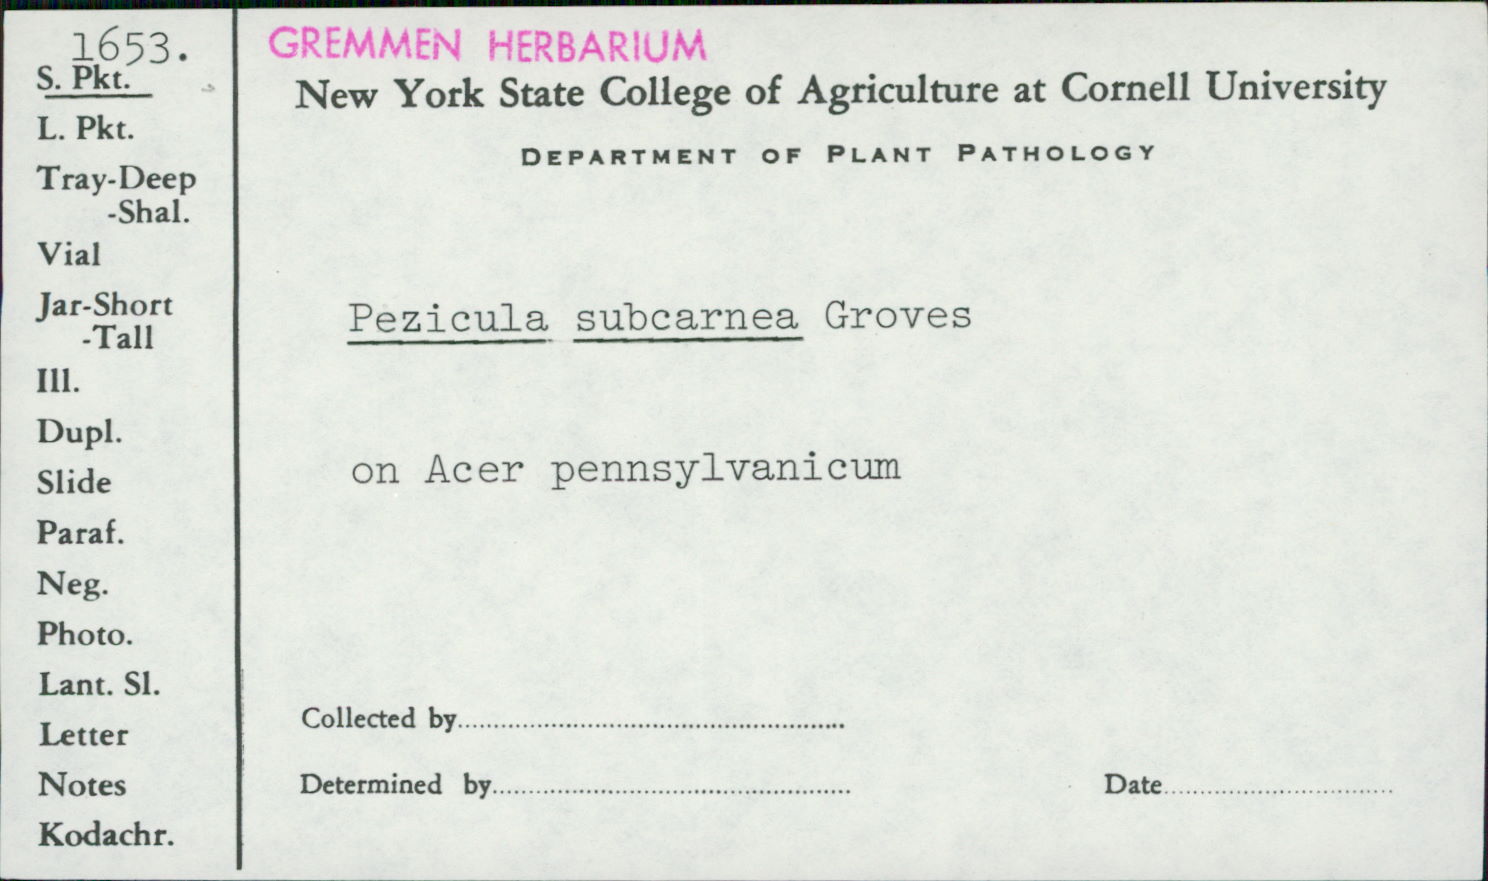 1653.
S. Pkt.
L. Pkt.
Tray-Deep
-Shal.
Vial
Jar-Short
-Tall
Ill.
Dupl.
Slide
Paraf.
Neg.
Photo.
Lant. Sl.
Letter
Notes
Kodachr.
GREMMEN HERBARIUM
New York State College of Agriculture at Cornell University
DEPARTMENT OF PLANT PATHOLOGY
Pezicula subcarnea Groves
on Acer pennsylvanicum
Collected by
Determined by
Date